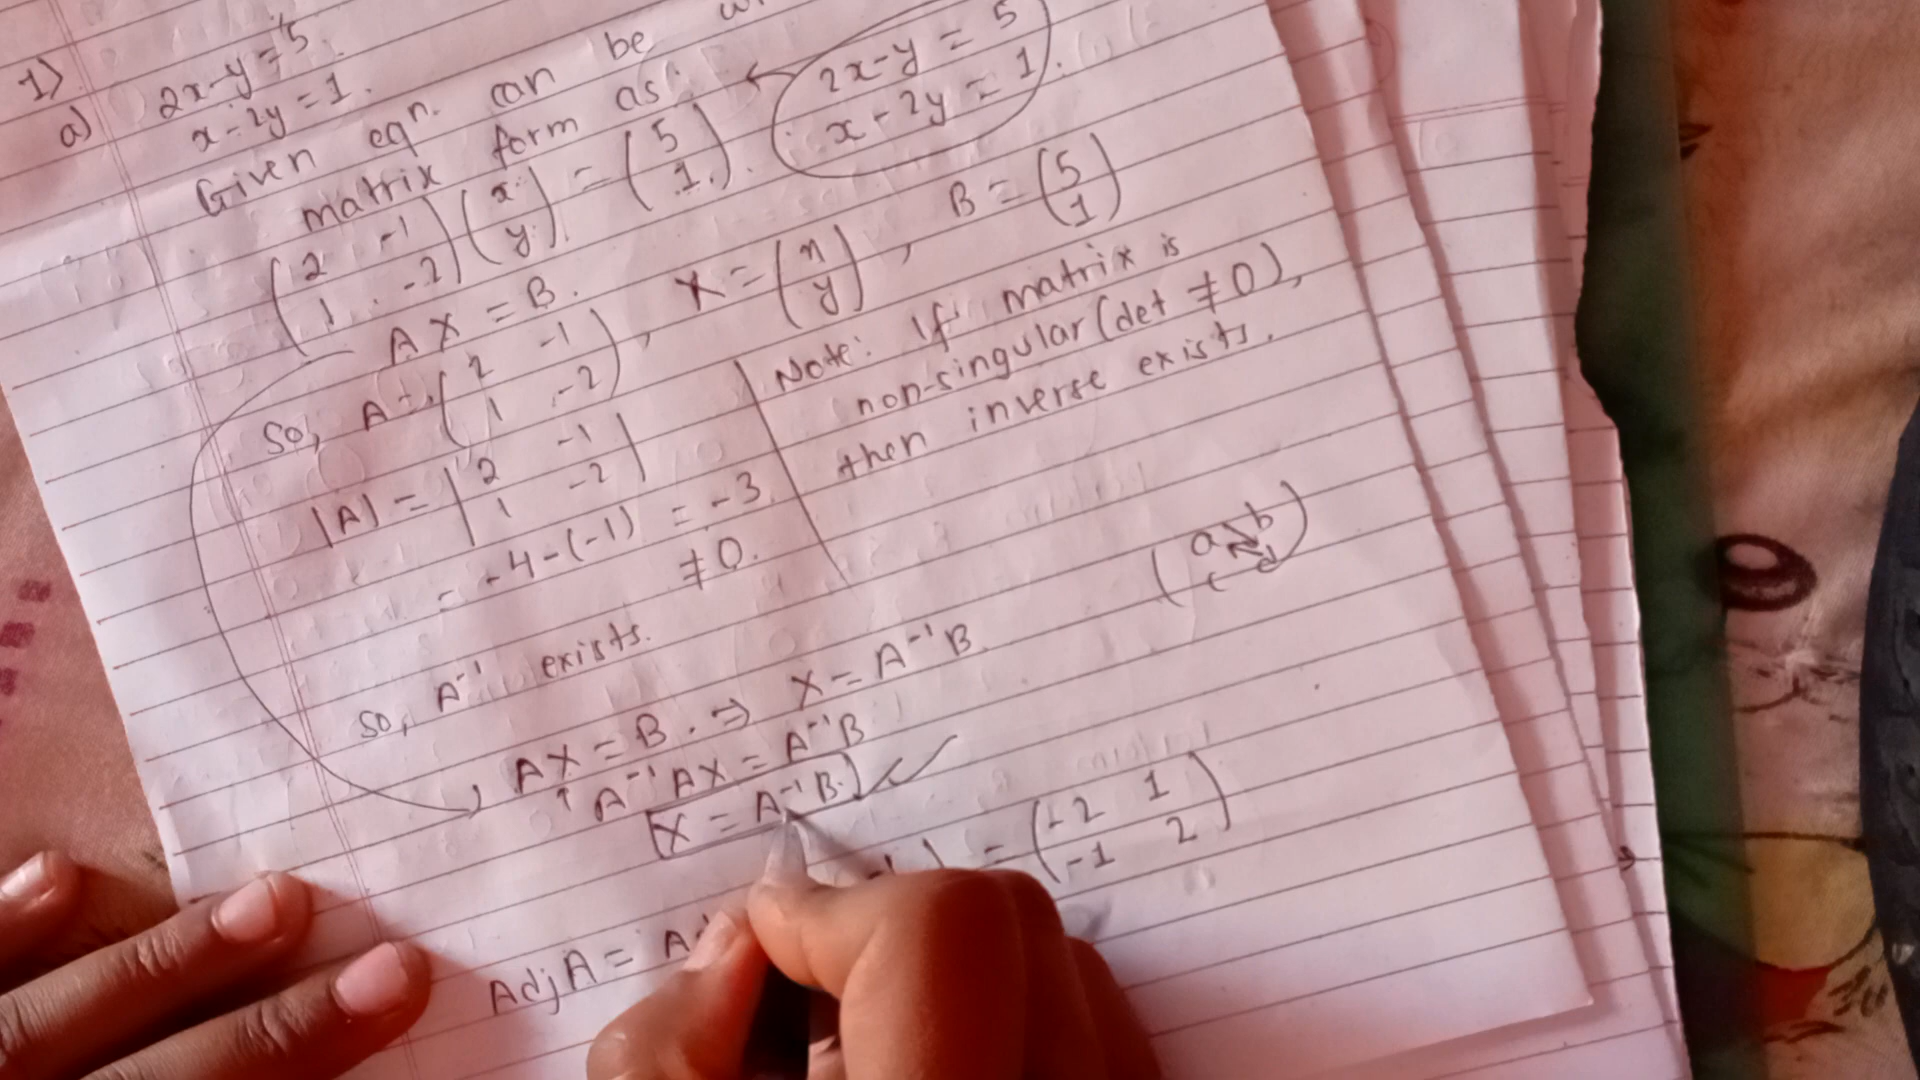 1)
a) 2x-y=5.
x-2y=1.
Given eqn. can be
matrix form as
2x-y = 5
x-2y = 1.
(2 -1
1 -2) (x
y) = (5
1).
AX = B.
So, A = (2 -1
1 -2), X = (x
y), B = (5
1)
|A| = |2 -1
1 -2|
= -4-(-1) = -3
≠0.
Note: If matrix is
non-singular (det ≠0),
then inverse exists.
(a b
c d)
So, A⁻¹ exists.
AX = B. ⇒ X = A⁻¹B.
A⁻¹AX = A⁻¹B
X = A⁻¹B.
AdjA = = (-2 1
-1 2)